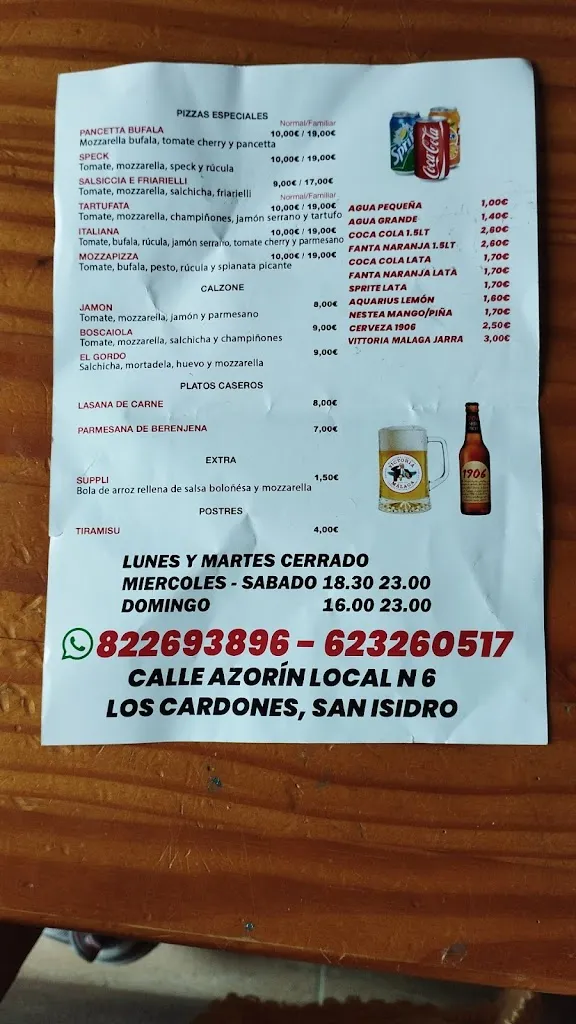 PIZZAS ESPECIALES
Normal/Familiar
PANCETTA BUFALA 10,00€ / 19,00€
Mozzarella bufala, tomate cherry y pancetta
SPECK 10,00€ / 19,00€
Tomate, mozzarella, speck y rúcula
SALSICCIA E FRIARIELLI 9,00€ / 17,00€
Tomate, mozzarella, salchicha, friarielli
Normal/Familiar
TARTUFATA 10,00€ / 19,00€
Tomate, mozzarella, champiñones, jamón serrano y tartufo
ITALIANA 10,00€ / 19,00€
Tomate, bufala, rúcula, jamón serrano, tomate cherry y parmesano
MOZZAPIZZA 10,00€ / 19,00€
Tomate, bufala, pesto, rúcula y spianata picante
CALZONE
JAMON 8,00€
Tomate, mozzarella, jamón y parmesano
BOSCAIOLA 9,00€
Tomate, mozzarella, salchicha y champiñones
EL GORDO 9,00€
Salchicha, mortadela, huevo y mozzarella
PLATOS CASEROS
LASANA DE CARNE 8,00€
PARMESANA DE BERENJENA 7,00€
EXTRA
SUPPLI 1,50€
Bola de arroz rellena de salsa boloñésa y mozzarella
POSTRES
TIRAMISU 4,00€
Sprite
Coca-Cola
AGUA PEQUEÑA 1,00€
AGUA GRANDE 1,40€
COCA COLA 1.5LT 2,60€
FANTA NARANJA 1.5LT 2,60€
COCA COLA LATA 1,70€
FANTA NARANJA LATA 1,70€
SPRITE LATA 1,70€
AQUARIUS LEMÓN 1,60€
NESTEA MANGO/PIÑA 1,70€
CERVEZA 1906 2,50€
VITTORIA MALAGA JARRA 3,00€
VICTORIA
MALAGA
1906
LUNES Y MARTES CERRADO
MIERCOLES - SABADO 18.30 23.00
DOMINGO 16.00 23.00
822693896 - 623260517
CALLE AZORÍN LOCAL N 6
LOS CARDONES, SAN ISIDRO